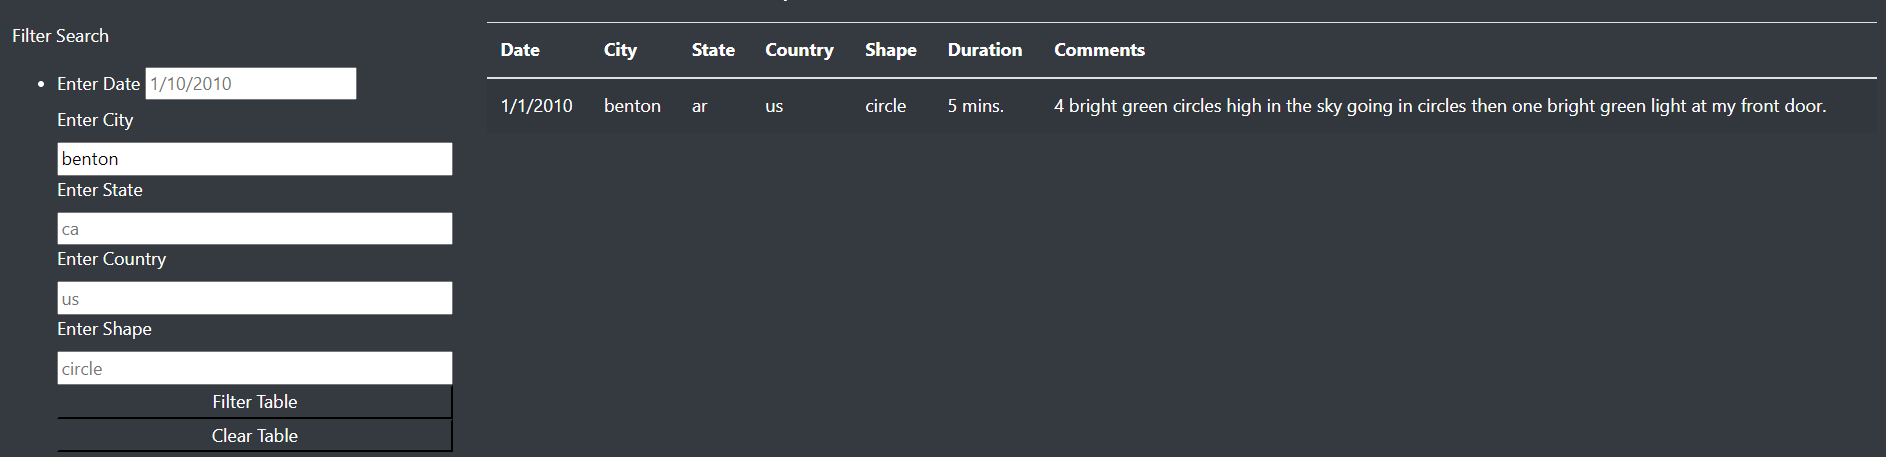 Filter Search
Enter Date 1/10/2010
Enter City
benton
Enter State
ca
Enter Country
us
Enter Shape
circle
Filter Table
Clear Table
Date City State Country Shape Duration Comments
1/1/2010 benton ar us circle 5 mins. 4 bright green circles high in the sky going in circles then one bright green light at my front door.